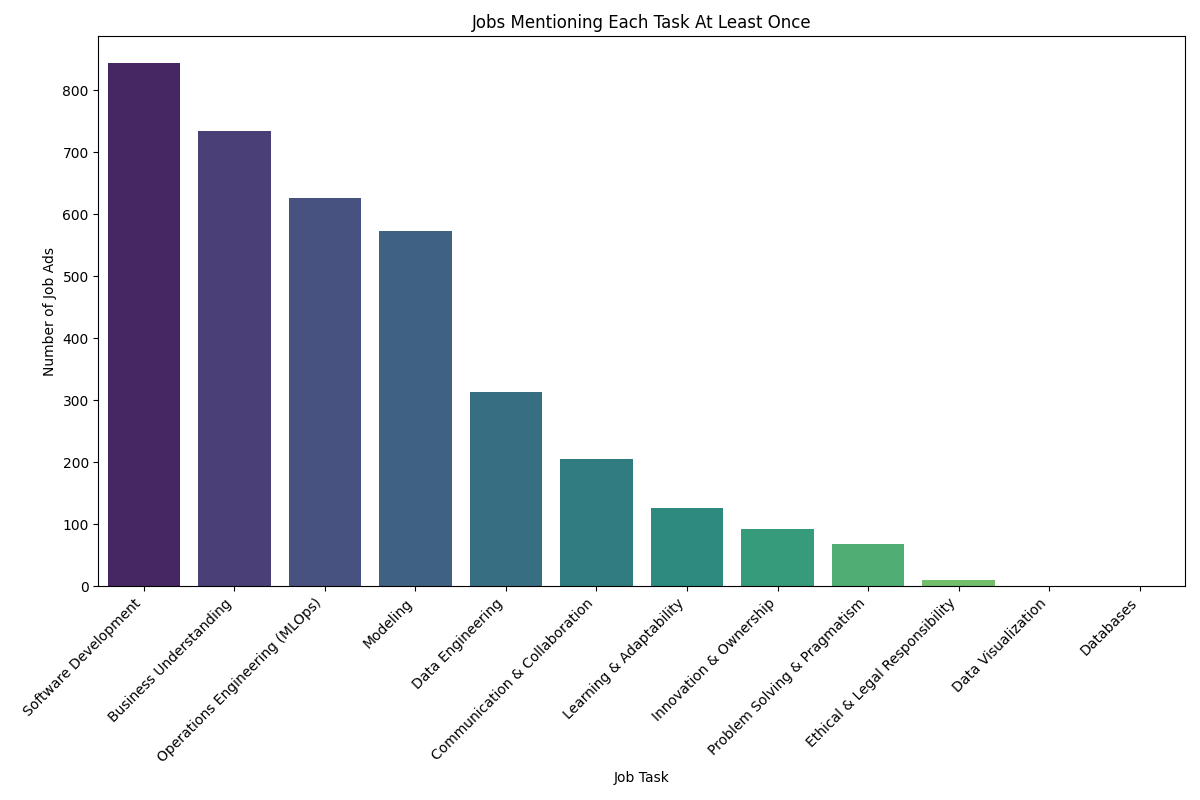 Jobs Mentioning Each Task At Least Once
Number of Job Ads
800
700
600
500
400
300
200
100
0
Software Development
Business Understanding
Operations Engineering (MLOps)
Modeling
Data Engineering
Communication & Collaboration
Learning & Adaptability
Innovation & Ownership
Problem Solving & Pragmatism
Ethical & Legal Responsibility
Data Visualization
Databases
Job Task